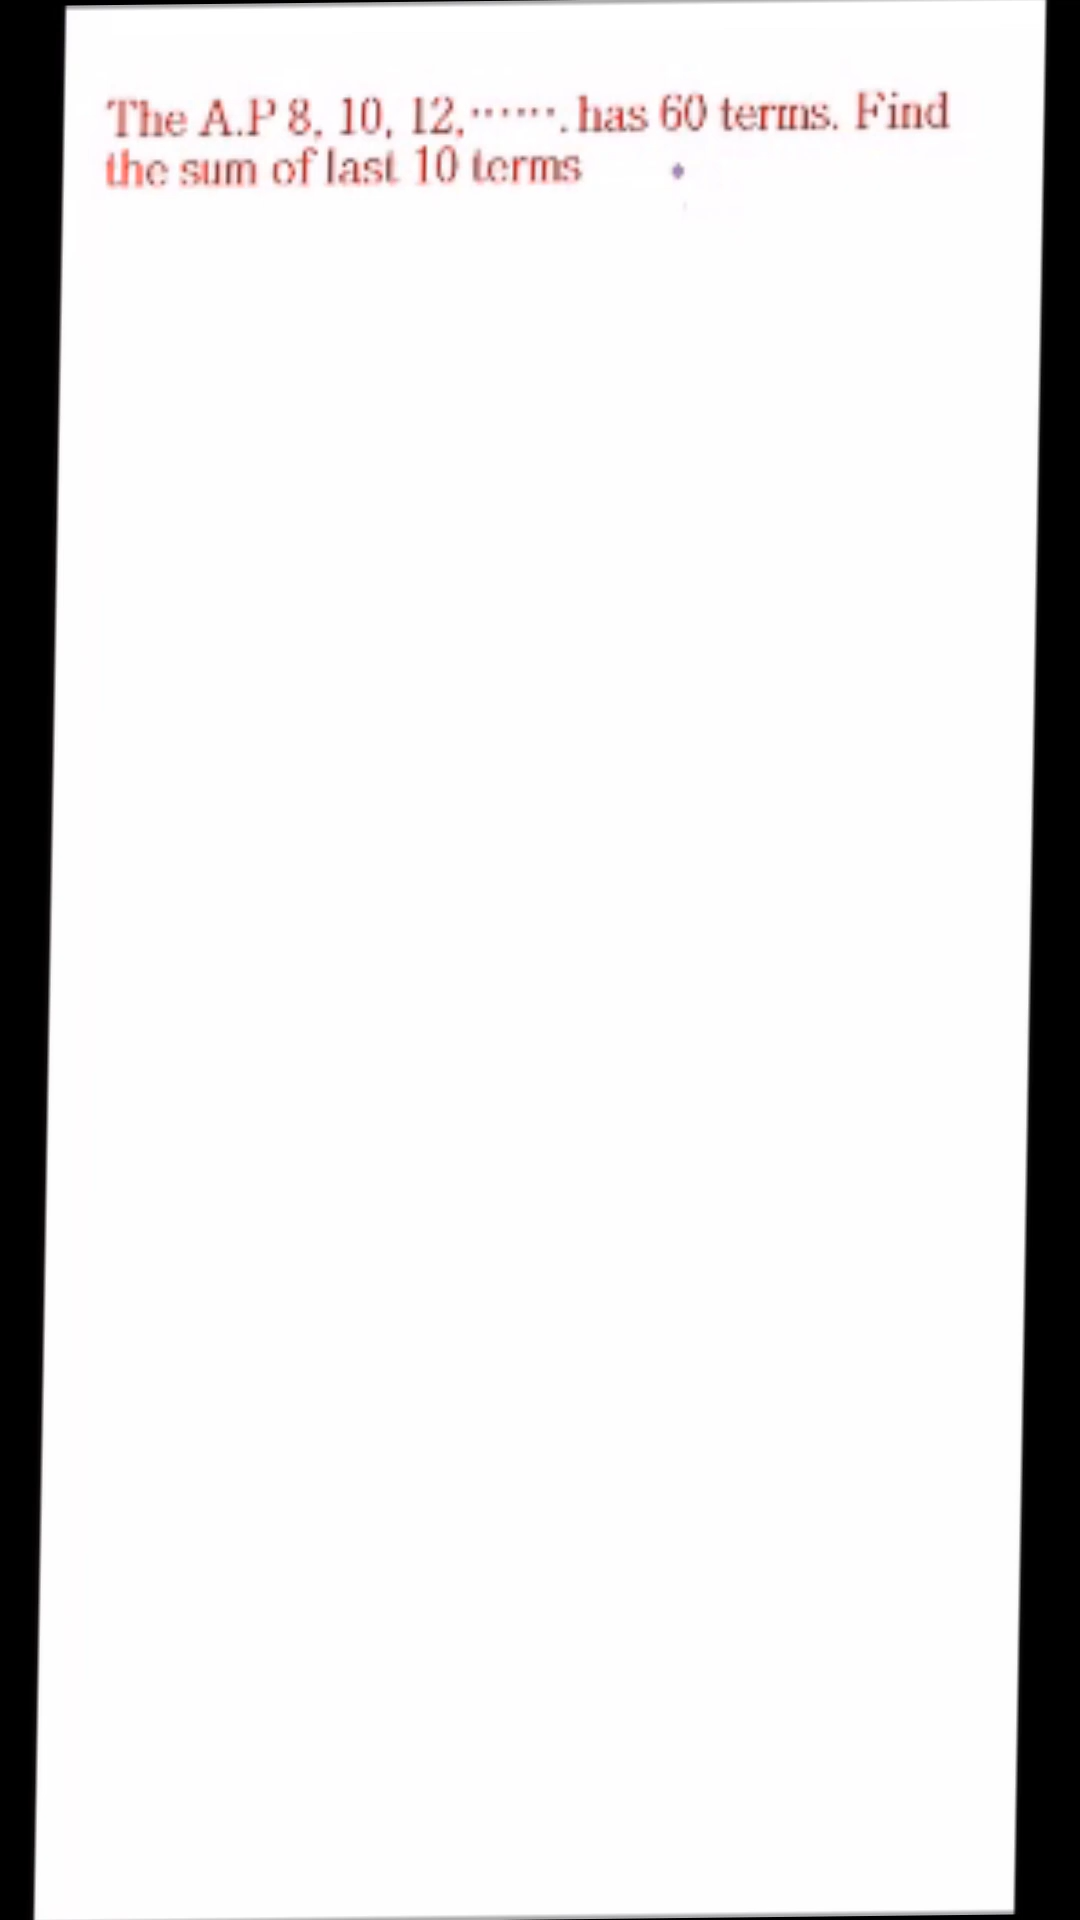 The A.P 8, 10, 12,⋯⋯. has 60 terms. Find
the sum of last 10 terms